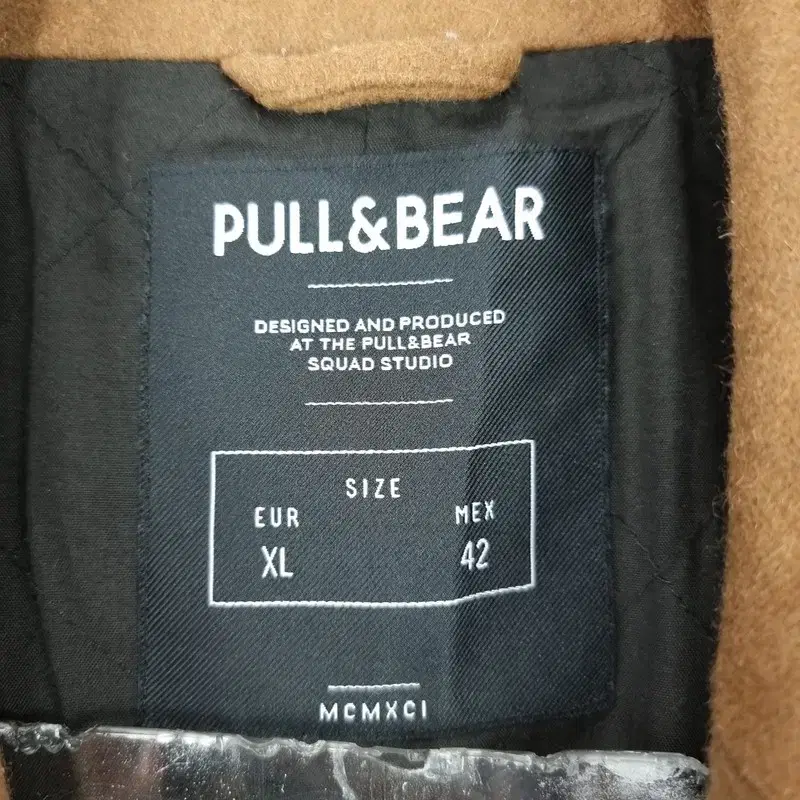 PULL&BEAR
DESIGNED AND PRODUCED
AT THE PULL&BEAR
SQUAD STUDIO
SIZE
EUR MEX
XL 42
MCMXCI